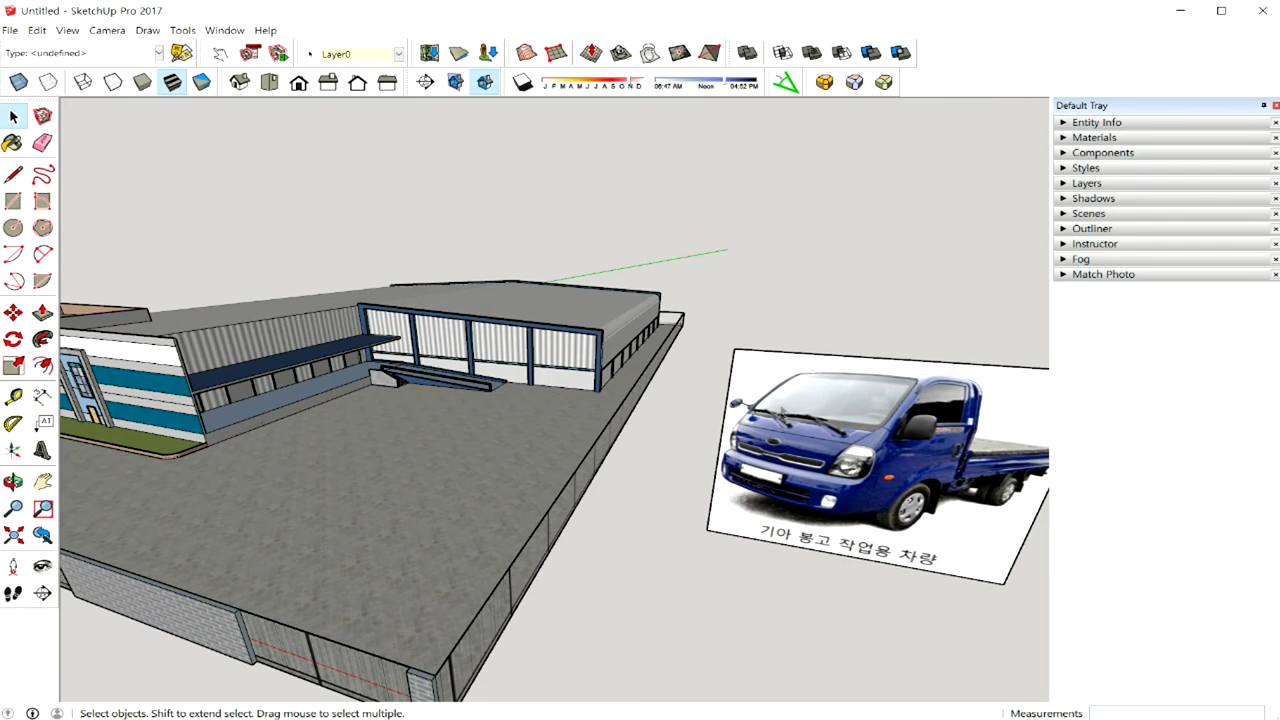 Untitled - SketchUp Pro 2017
File Edit View Camera Draw Tools Window Help
Type: <undefined>
Layer0
J F M A M J J A S O N D
06:47 AM Noon 04:52 PM
Default Tray
Entity Info
Materials
Components
Styles
Layers
Shadows
Scenes
Outliner
Instructor
Fog
Match Photo
A1
기아 봉고 작업용 차량
Select objects. Shift to extend select. Drag mouse to select multiple.
Measurements